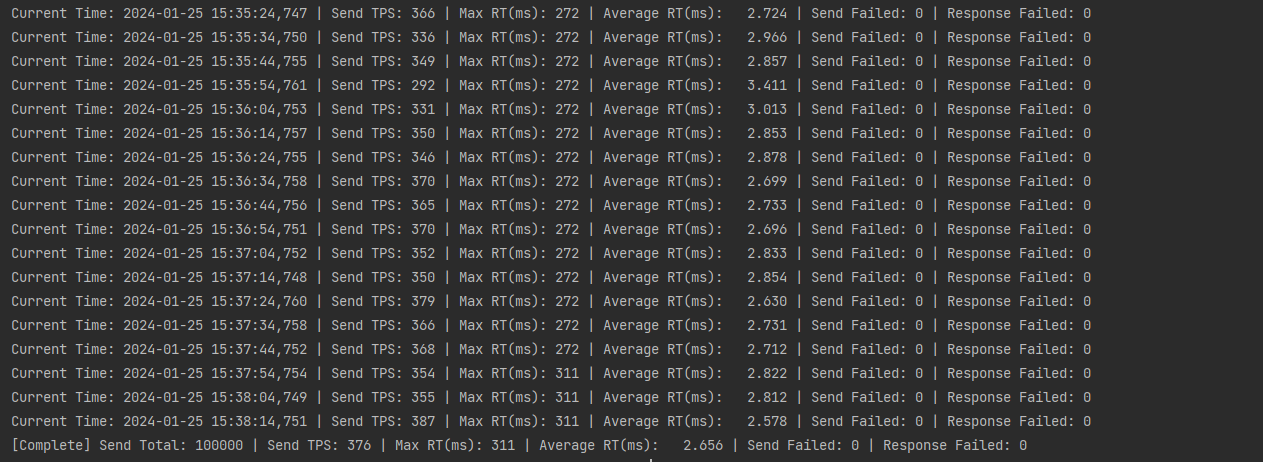 Current Time: 2024-01-25 15:35:24,747 | Send TPS: 366 | Max RT(ms): 272 | Average RT(ms):   2.724 | Send Failed: 0 | Response Failed: 0
Current Time: 2024-01-25 15:35:34,750 | Send TPS: 336 | Max RT(ms): 272 | Average RT(ms):   2.966 | Send Failed: 0 | Response Failed: 0
Current Time: 2024-01-25 15:35:44,755 | Send TPS: 349 | Max RT(ms): 272 | Average RT(ms):   2.857 | Send Failed: 0 | Response Failed: 0
Current Time: 2024-01-25 15:35:54,761 | Send TPS: 292 | Max RT(ms): 272 | Average RT(ms):   3.411 | Send Failed: 0 | Response Failed: 0
Current Time: 2024-01-25 15:36:04,753 | Send TPS: 331 | Max RT(ms): 272 | Average RT(ms):   3.013 | Send Failed: 0 | Response Failed: 0
Current Time: 2024-01-25 15:36:14,757 | Send TPS: 350 | Max RT(ms): 272 | Average RT(ms):   2.853 | Send Failed: 0 | Response Failed: 0
Current Time: 2024-01-25 15:36:24,755 | Send TPS: 346 | Max RT(ms): 272 | Average RT(ms):   2.878 | Send Failed: 0 | Response Failed: 0
Current Time: 2024-01-25 15:36:34,758 | Send TPS: 370 | Max RT(ms): 272 | Average RT(ms):   2.699 | Send Failed: 0 | Response Failed: 0
Current Time: 2024-01-25 15:36:44,756 | Send TPS: 365 | Max RT(ms): 272 | Average RT(ms):   2.733 | Send Failed: 0 | Response Failed: 0
Current Time: 2024-01-25 15:36:54,751 | Send TPS: 370 | Max RT(ms): 272 | Average RT(ms):   2.696 | Send Failed: 0 | Response Failed: 0
Current Time: 2024-01-25 15:37:04,752 | Send TPS: 352 | Max RT(ms): 272 | Average RT(ms):   2.833 | Send Failed: 0 | Response Failed: 0
Current Time: 2024-01-25 15:37:14,748 | Send TPS: 350 | Max RT(ms): 272 | Average RT(ms):   2.854 | Send Failed: 0 | Response Failed: 0
Current Time: 2024-01-25 15:37:24,760 | Send TPS: 379 | Max RT(ms): 272 | Average RT(ms):   2.630 | Send Failed: 0 | Response Failed: 0
Current Time: 2024-01-25 15:37:34,758 | Send TPS: 366 | Max RT(ms): 272 | Average RT(ms):   2.731 | Send Failed: 0 | Response Failed: 0
Current Time: 2024-01-25 15:37:44,752 | Send TPS: 368 | Max RT(ms): 272 | Average RT(ms):   2.712 | Send Failed: 0 | Response Failed: 0
Current Time: 2024-01-25 15:37:54,754 | Send TPS: 354 | Max RT(ms): 311 | Average RT(ms):   2.822 | Send Failed: 0 | Response Failed: 0
Current Time: 2024-01-25 15:38:04,749 | Send TPS: 355 | Max RT(ms): 311 | Average RT(ms):   2.812 | Send Failed: 0 | Response Failed: 0
Current Time: 2024-01-25 15:38:14,751 | Send TPS: 387 | Max RT(ms): 311 | Average RT(ms):   2.578 | Send Failed: 0 | Response Failed: 0
[Complete] Send Total: 100000 | Send TPS: 376 | Max RT(ms): 311 | Average RT(ms):   2.656 | Send Failed: 0 | Response Failed: 0